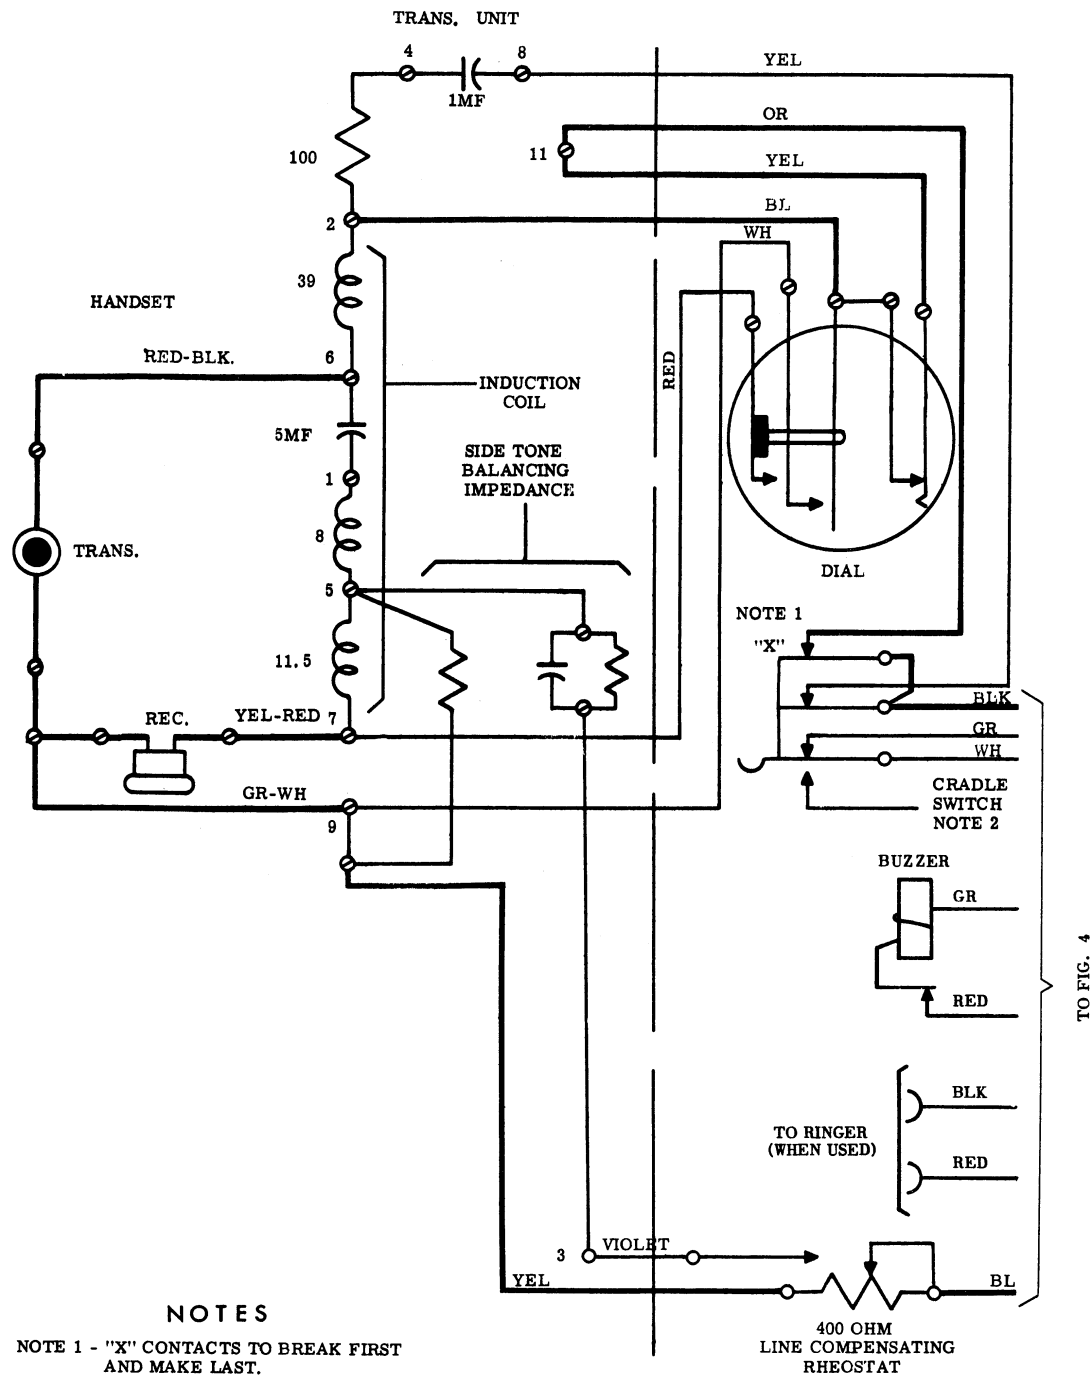 TRANS. UNIT
4
8
YEL
1MF
OR
100
11
YEL
2
BL
WH
39
HANDSET
RED-BLK.
6
RED
INDUCTION
COIL
5MF
SIDE TONE
BALANCING
IMPEDANCE
1
8
TRANS.
DIAL
5
NOTE 1
"X"
11.5
REC.
YEL-RED
7
BLK
GR
WH
GR-WH
CRADLE
SWITCH
NOTE 2
9
BUZZER
GR
TO FIG. 4
RED
BLK
TO RINGER
(WHEN USED)
RED
3
VIOLET
YEL
BL
400 OHM
LINE COMPENSATING
RHEOSTAT
NOTES
NOTE 1 - "X" CONTACTS TO BREAK FIRST
AND MAKE LAST.